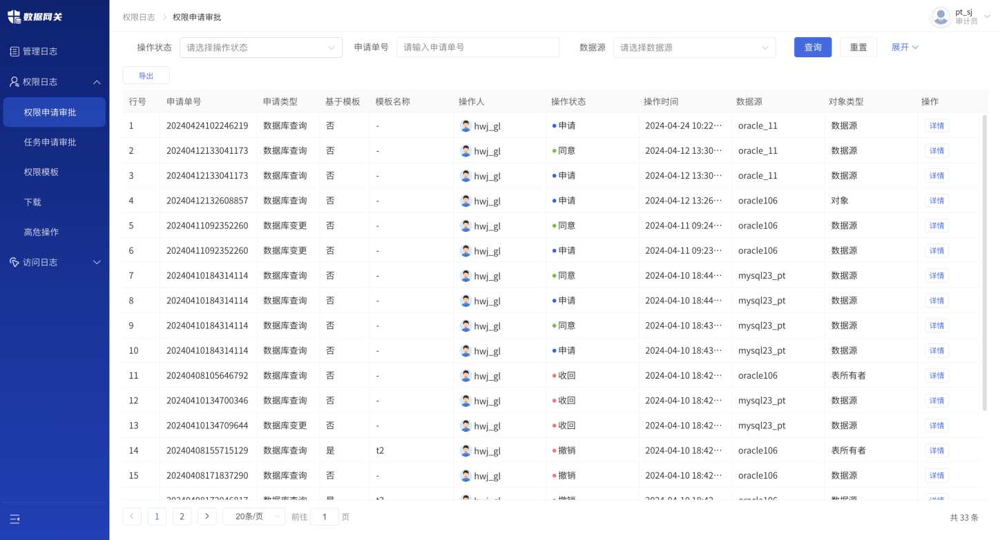 数据网关
管理日志
权限日志
权限申请审批
任务申请审批
权限模板
下载
高危操作
访问日志
权限日志 > 权限申请审批
pt_sj
审计员
操作状态 请选择操作状态 申请单号 请输入申请单号 数据源 请选择数据源 查询 重置 展开
导出
行号 申请单号 申请类型 基于模板 模板名称 操作人 操作状态 操作时间 数据源 对象类型 操作
1 20240424102246219 数据库查询 否 - hwj_gl 申请 2024-04-24 10:22··· oracle_11 数据源 详情
2 20240412133041173 数据库查询 否 - hwj_gl 同意 2024-04-12 13:30··· oracle_11 数据源 详情
3 20240412133041173 数据库查询 否 - hwj_gl 申请 2024-04-12 13:30··· oracle_11 数据源 详情
4 20240412132608857 数据库查询 否 - hwj_gl 申请 2024-04-12 13:26··· oracle106 对象 详情
5 20240411092352260 数据库变更 否 - hwj_gl 同意 2024-04-11 09:24··· oracle106 数据源 详情
6 20240411092352260 数据库变更 否 - hwj_gl 申请 2024-04-11 09:23··· oracle106 数据源 详情
7 20240410184314114 数据库查询 否 - hwj_gl 同意 2024-04-10 18:44··· mysql23_pt 数据源 详情
8 20240410184314114 数据库查询 否 - hwj_gl 申请 2024-04-10 18:44··· mysql23_pt 数据源 详情
9 20240410184314114 数据库查询 否 - hwj_gl 同意 2024-04-10 18:43··· mysql23_pt 数据源 详情
10 20240410184314114 数据库查询 否 - hwj_gl 申请 2024-04-10 18:43··· mysql23_pt 数据源 详情
11 20240408105646792 数据库查询 否 - hwj_gl 收回 2024-04-10 18:42··· oracle106 表所有者 详情
12 20240410134700346 数据库查询 否 - hwj_gl 收回 2024-04-10 18:42··· mysql23_pt 数据源 详情
13 20240410134709644 数据库变更 否 - hwj_gl 收回 2024-04-10 18:42··· mysql23_pt 数据源 详情
14 20240408155715129 数据库查询 是 t2 hwj_gl 撤销 2024-04-10 18:42··· oracle106 表所有者 详情
15 20240408171837290 数据库查询 否 - hwj_gl 撤销 2024-04-10 18:42··· oracle106 数据源 详情
1 2 20条/页 前往 1 页
共 33 条